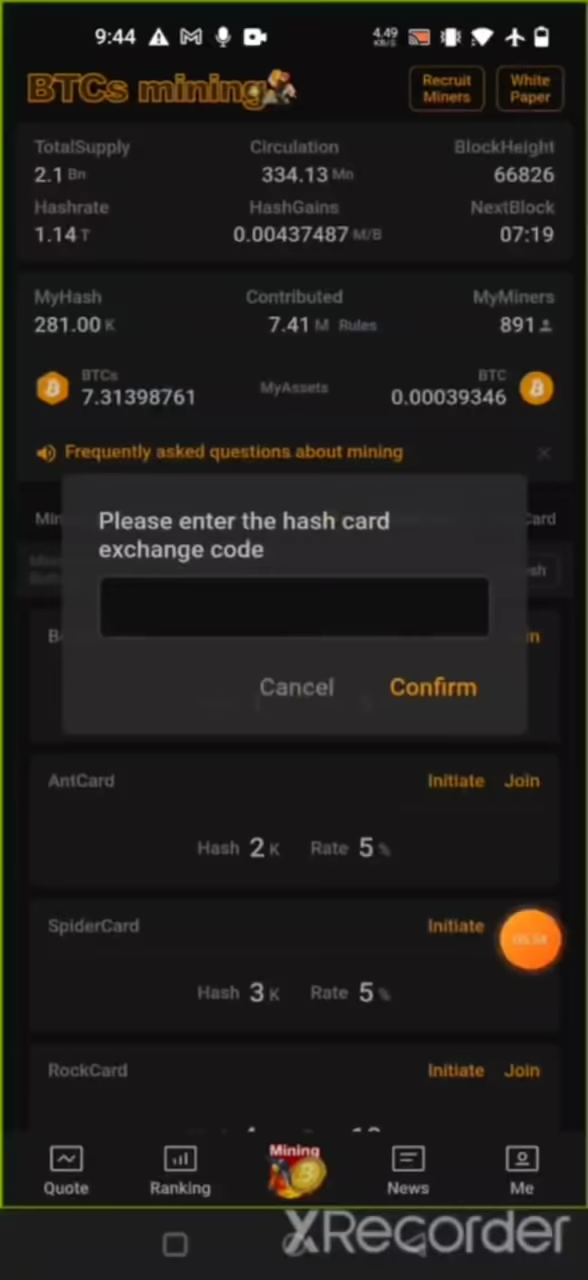 9:44
4.49
KB/S
BTCs mining
Recruit Miners
White Paper
TotalSupply
Circulation
BlockHeight
2.1 Bn
334.13 Mn
66826
Hashrate
HashGains
NextBlock
1.14 T
0.00437487 M/B
07:19
MyHash
Contributed
MyMiners
281.00 K
7.41 M Rules
891
BTCs
7.31398761
MyAssets
BTC
0.00039346
Frequently asked questions about mining
Please enter the hash card
exchange code
Cancel
Confirm
AntCard
Initiate
Join
Hash 2 K
Rate 5 %
SpiderCard
Initiate
Hash 3 K
Rate 5 %
RockCard
Initiate
Join
Mining
Quote
Ranking
News
Me
XRecorder